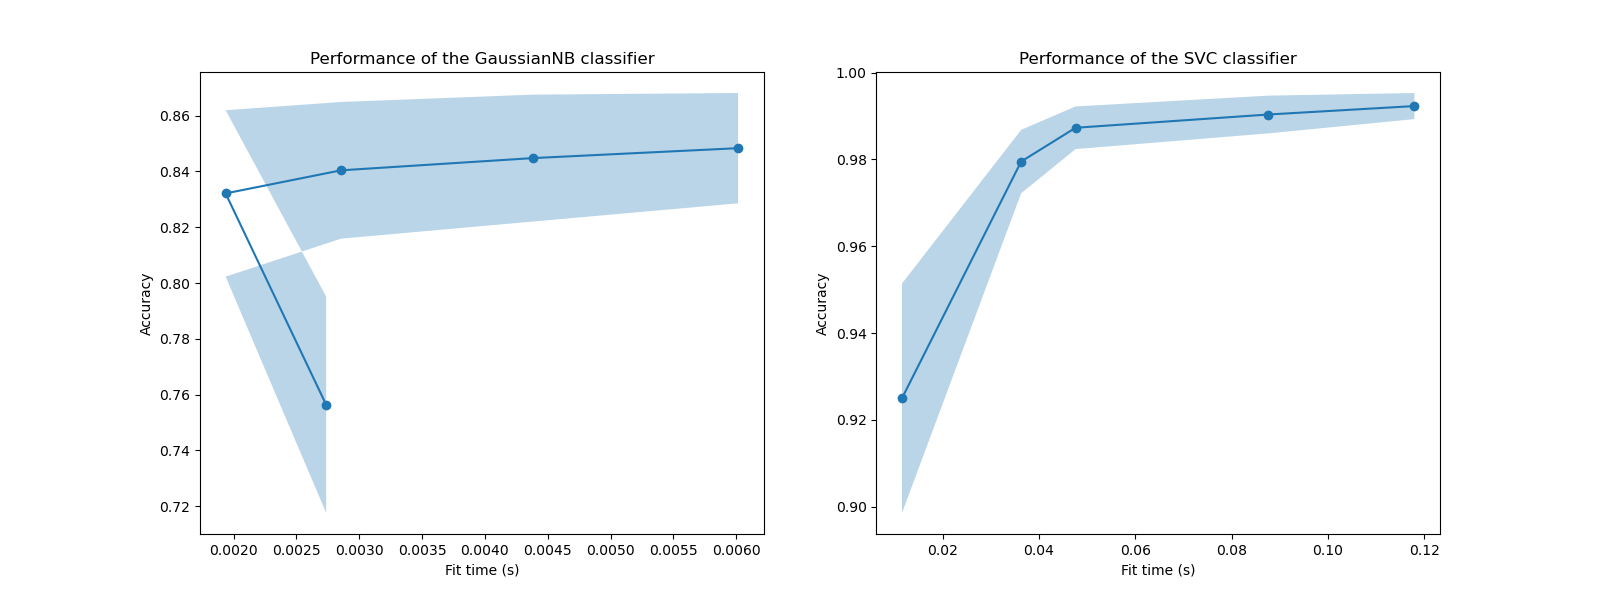 Performance of the GaussianNB classifier
Accuracy
0.86
0.84
0.82
0.80
0.78
0.76
0.74
0.72
0.0020 0.0025 0.0030 0.0035 0.0040 0.0045 0.0050 0.0055 0.0060
Fit time (s)
Performance of the SVC classifier
Accuracy
1.00
0.98
0.96
0.94
0.92
0.90
0.02 0.04 0.06 0.08 0.10 0.12
Fit time (s)